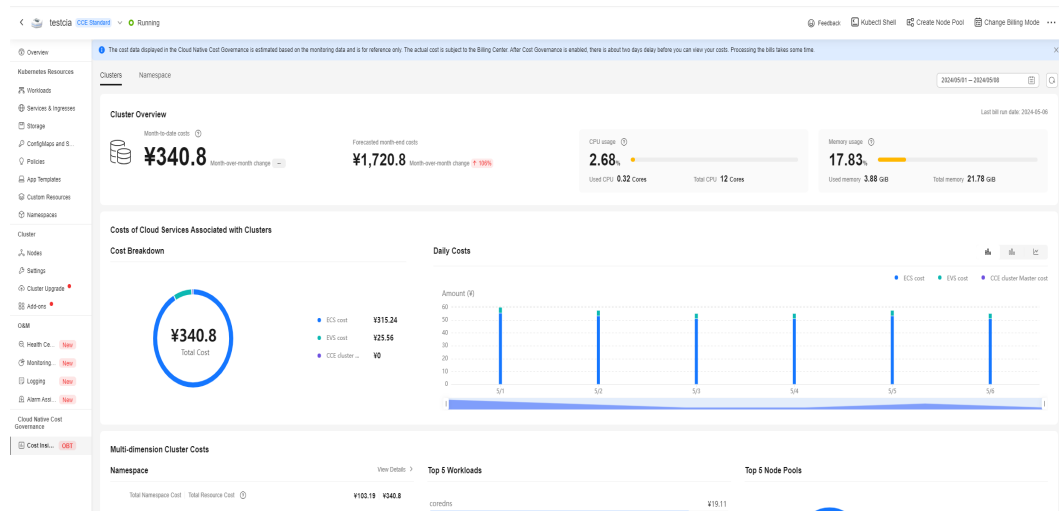 testcia CCE Standard Running
Feedback Kubectl Shell Create Node Pool Change Billing Mode
Overview
Kubernetes Resources
Workloads
Services & Ingresses
Storage
ConfigMaps and S...
Policies
App Templates
Custom Resources
Namespaces
Cluster
Nodes
Settings
Cluster Upgrade
Add-ons
O&M
Health Ce... New
Monitoring... New
Logging New
Alarm Assi... New
Cloud Native Cost
Governance
Cost Insi... OBT
The cost data displayed in the Cloud Native Cost Governance is estimated based on the monitoring data and is for reference only. The actual cost is subject to the Billing Center. After Cost Governance is enabled, there is about two days delay before you can view your costs. Processing the bills takes some time.
Clusters Namespace
2024/05/01 – 2024/05/08
Cluster Overview
Last bill run date: 2024-05-06
Month-to-date costs
¥340.8 Month-over-month change --
Forecasted month-end costs
¥1,720.8 Month-over-month change ↑ 100%
CPU usage
2.68%
Used CPU 0.32 Cores Total CPU 12 Cores
Memory usage
17.83%
Used memory 3.88 GiB Total memory 21.78 GiB
Costs of Cloud Services Associated with Clusters
Cost Breakdown
¥340.8
Total Cost
ECS cost ¥315.24
EVS cost ¥25.56
CCE cluster ... ¥0
Daily Costs
ECS cost EVS cost CCE cluster Master cost
Amount (¥)
60
50
40
30
20
10
0
5/1 5/2 5/3 5/4 5/5 5/6
Multi-dimension Cluster Costs
Namespace View Details
Total Namespace Cost Total Resource Cost ¥103.19 ¥340.8
Top 5 Workloads
coredns ¥19.11
Top 5 Node Pools